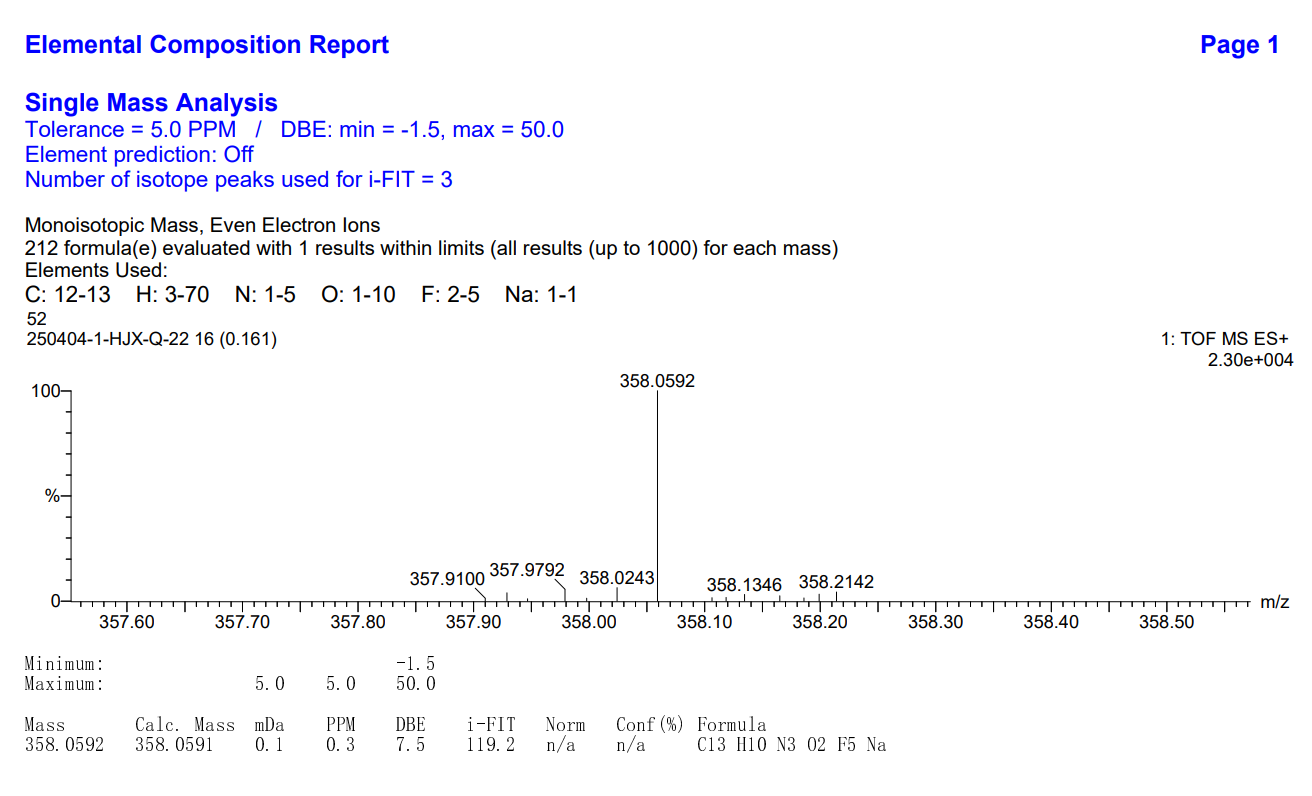 Elemental Composition Report Page 1
Single Mass Analysis
Tolerance = 5.0 PPM / DBE: min = -1.5, max = 50.0
Element prediction: Off
Number of isotope peaks used for i-FIT = 3
Monoisotopic Mass, Even Electron Ions
212 formula(e) evaluated with 1 results within limits (all results (up to 1000) for each mass)
Elements Used:
C: 12-13 H: 3-70 N: 1-5 O: 1-10 F: 2-5 Na: 1-1
52
250404-1-HJX-Q-22 16 (0.161) 1: TOF MS ES+
2.30e+004
358.0592
100
%
357.9100 357.9792 358.0243 358.1346 358.2142
0 m/z
357.60 357.70 357.80 357.90 358.00 358.10 358.20 358.30 358.40 358.50
Minimum: -1.5
Maximum: 5.0 5.0 50.0
Mass Calc. Mass mDa PPM DBE i-FIT Norm Conf(%) Formula
358.0592 358.0591 0.1 0.3 7.5 119.2 n/a n/a C13 H10 N3 O2 F5 Na